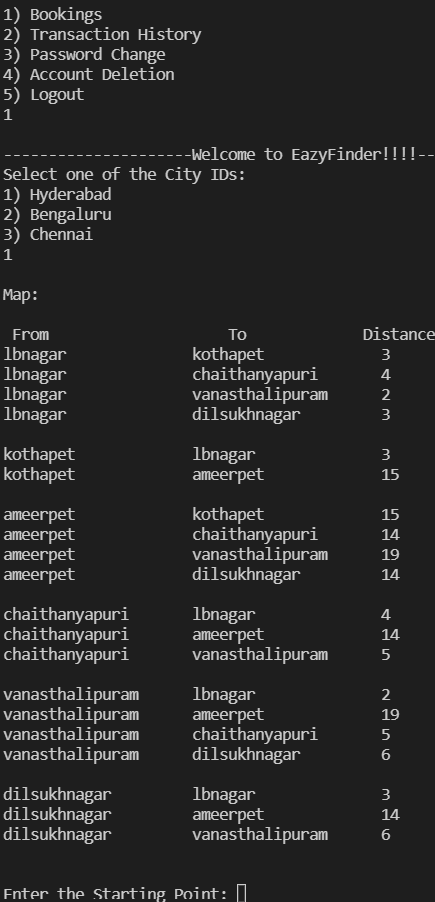 1) Bookings
2) Transaction History
3) Password Change
4) Account Deletion
5) Logout
1
---------------------Welcome to EazyFinder!!!!--
Select one of the City IDs:
1) Hyderabad
2) Bengaluru
3) Chennai
1
Map:
From To Distance
lbnagar kothapet 3
lbnagar chaithanyapuri 4
lbnagar vanasthalipuram 2
lbnagar dilsukhnagar 3
kothapet lbnagar 3
kothapet ameerpet 15
ameerpet kothapet 15
ameerpet chaithanyapuri 14
ameerpet vanasthalipuram 19
ameerpet dilsukhnagar 14
chaithanyapuri lbnagar 4
chaithanyapuri ameerpet 14
chaithanyapuri vanasthalipuram 5
vanasthalipuram lbnagar 2
vanasthalipuram ameerpet 19
vanasthalipuram chaithanyapuri 5
vanasthalipuram dilsukhnagar 6
dilsukhnagar lbnagar 3
dilsukhnagar ameerpet 14
dilsukhnagar vanasthalipuram 6
Enter the Starting Point: